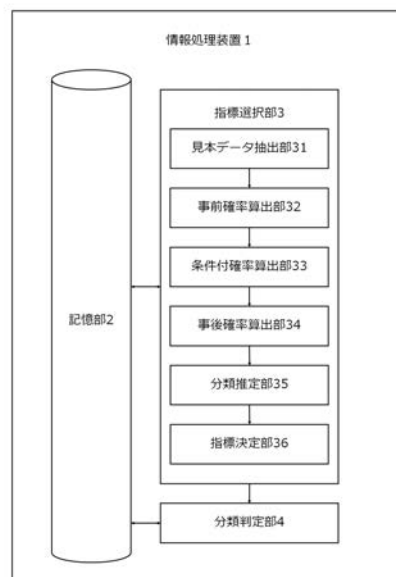 情報処理装置1
指標選択部3
見本データ抽出部31
事前確率算出部32
条件付確率算出部33
事後確率算出部34
分類推定部35
指標決定部36
記憶部2
分類判定部4